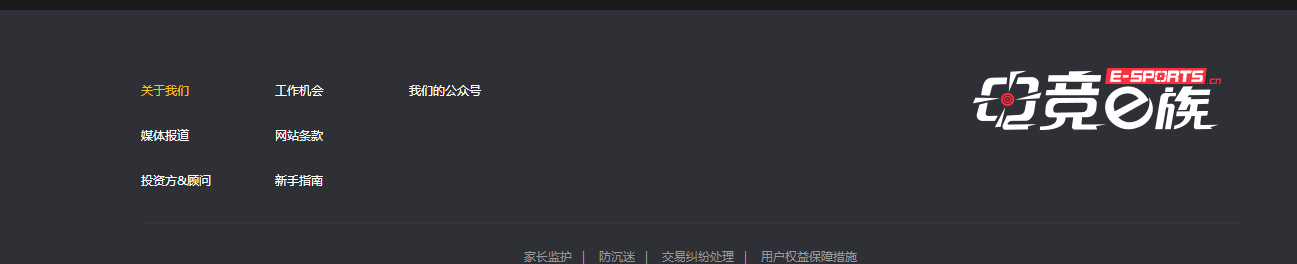 E-SPORTS.cn
电竞e族
关于我们 工作机会 我们的公众号
媒体报道 网站条款
投资方&顾问 新手指南
家长监护 | 防沉迷 | 交易纠纷处理 | 用户权益保障措施